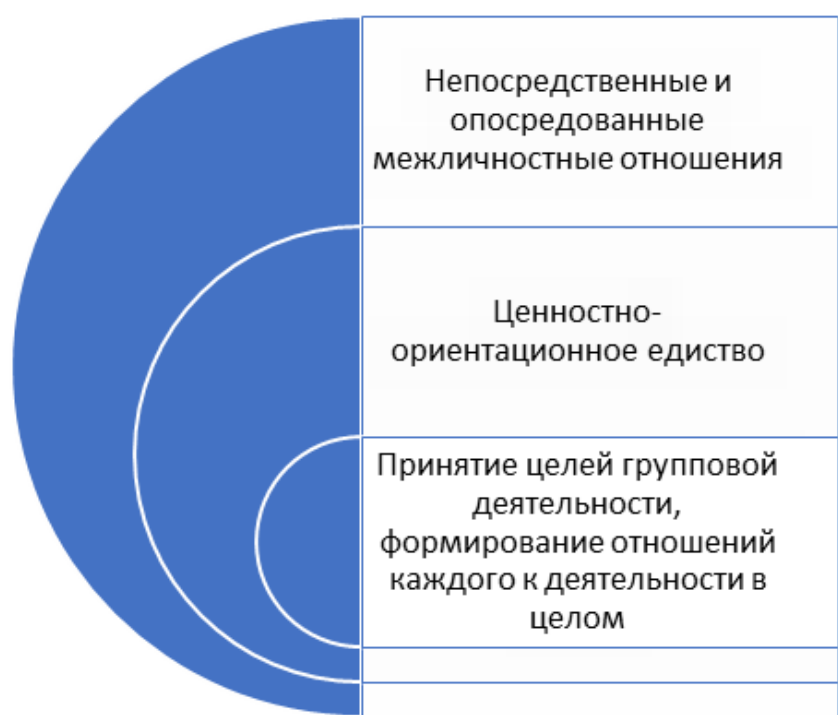 Непосредственные и
опосредованные
межличностные отношения
Ценностно-
ориентационное едиство
Принятие целей групповой
деятельности,
формирование отношений
каждого к деятельности в
целом